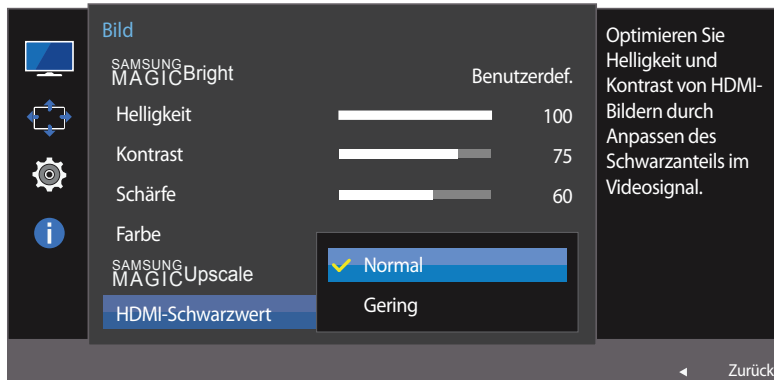 Bild
SAMSUNG
MAGICBright
Benutzerdef.
Helligkeit
100
Kontrast
75
Schärfe
60
Farbe
SAMSUNG
MAGICUpscale
HDMI-Schwarzwert
Normal
Gering
Optimieren Sie
Helligkeit und
Kontrast von HDMI-
Bildern durch
Anpassen des
Schwarzanteils im
Videosignal.
Zurück